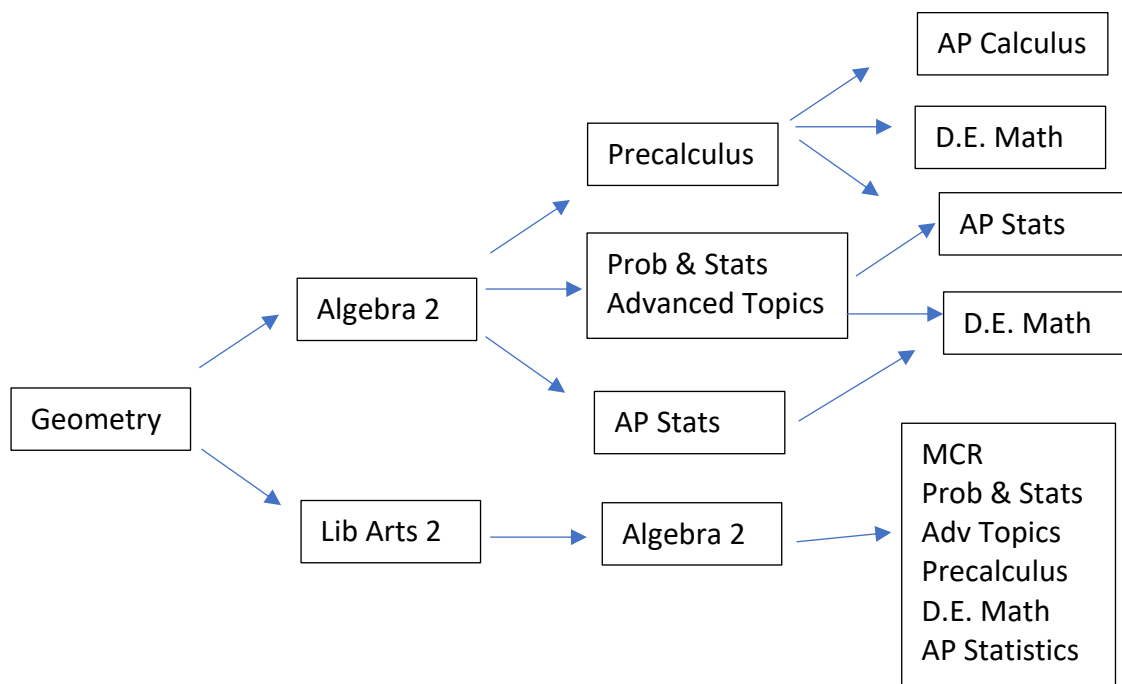 AP Calculus
D.E. Math
Precalculus
AP Stats
Prob & Stats
Advanced Topics
Algebra 2
D.E. Math
Geometry
AP Stats
MCR
Prob & Stats
Adv Topics
Precalculus
D.E. Math
AP Statistics
Lib Arts 2
Algebra 2